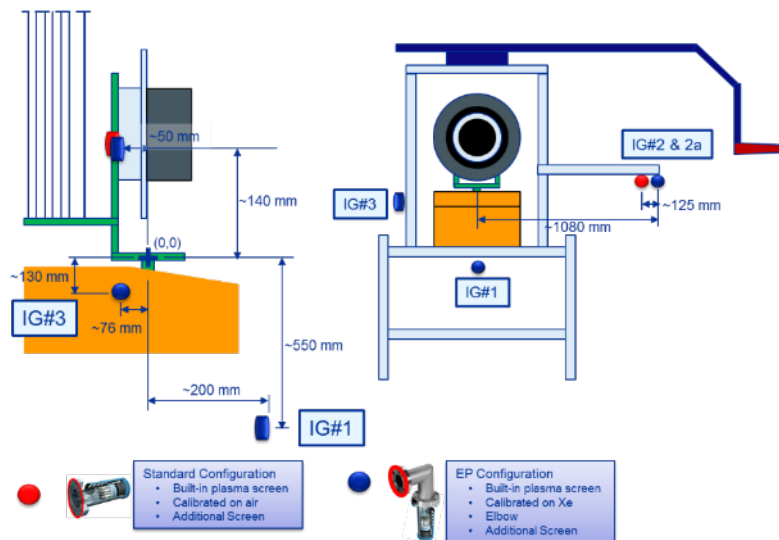 ~50 mm
~140 mm
(0,0)
~130 mm
IG#3
~76 mm
~550 mm
~200 mm
IG#1
IG#2 & 2a
IG#3
~125 mm
~1080 mm
IG#1
Standard Configuration
• Built-in plasma screen
• Calibrated on air
• Additional Screen
EP Configuration
• Built-in plasma screen
• Calibrated on Xe
• Elbow
• Additional Screen